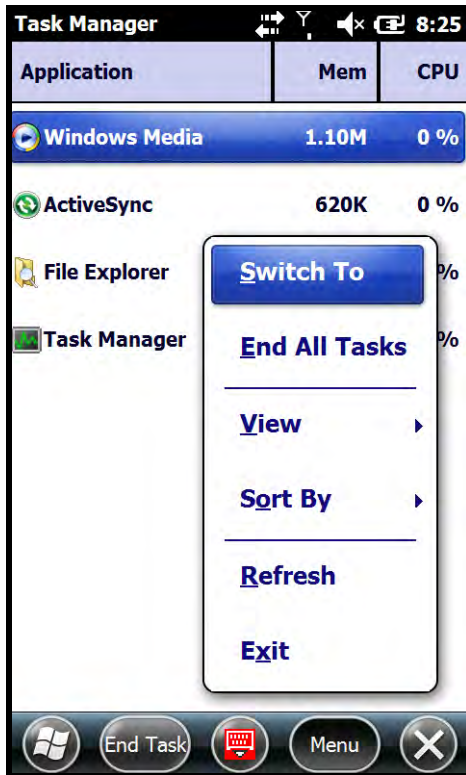 Task Manager 8:25
Application Mem CPU
Windows Media 1.10M 0 %
ActiveSync 620K 0 %
File Explorer %
Task Manager %
Switch To
End All Tasks
View
Sort By
Refresh
Exit
End Task Menu